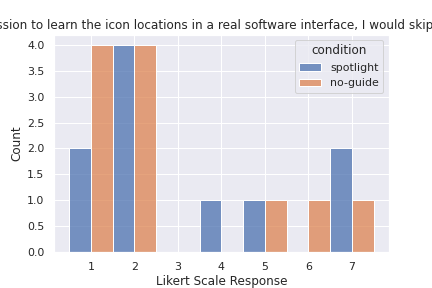 ssion to learn the icon locations in a real software interface, I would skip
condition
spotlight
no-guide
4.0
3.5
3.0
2.5
2.0
1.5
1.0
0.5
0.0
Count
1 2 3 4 5 6 7
Likert Scale Response